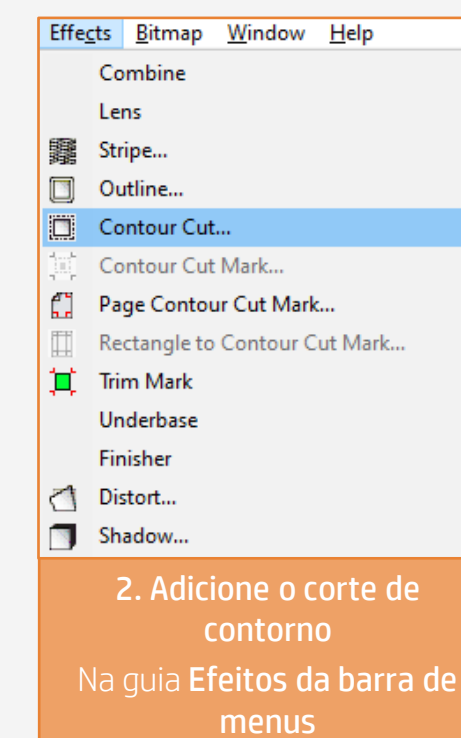 Effects Bitmap Window Help
Combine
Lens
Stripe...
Outline...
Contour Cut...
Contour Cut Mark...
Page Contour Cut Mark...
Rectangle to Contour Cut Mark...
Trim Mark
Underbase
Finisher
Distort...
Shadow...
2. Adicione o corte de
contorno
Na guia Efeitos da barra de
menus